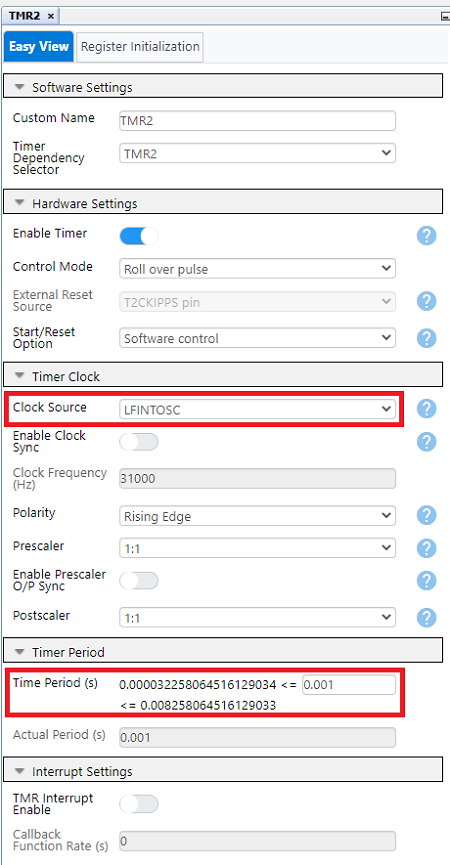 TMR2 ×
Easy View
Register Initialization
Software Settings
Custom Name
TMR2
Timer
Dependency
Selector
TMR2
Hardware Settings
Enable Timer
?
Control Mode
Roll over pulse
?
External Reset
Source
T2CKIPPS pin
?
Start/Reset
Option
Software control
?
Timer Clock
Clock Source
LFINTOSC
?
Enable Clock
Sync
?
Clock Frequency
(Hz)
31000
Polarity
Rising Edge
?
Prescaler
1:1
?
Enable Prescaler
O/P Sync
?
Postscaler
1:1
?
Timer Period
Time Period (s)
0.000032258064516129034 <= 0.001
<= 0.008258064516129033
Actual Period (s)
0.001
Interrupt Settings
TMR Interrupt
Enable
Callback
Function Rate (s)
0